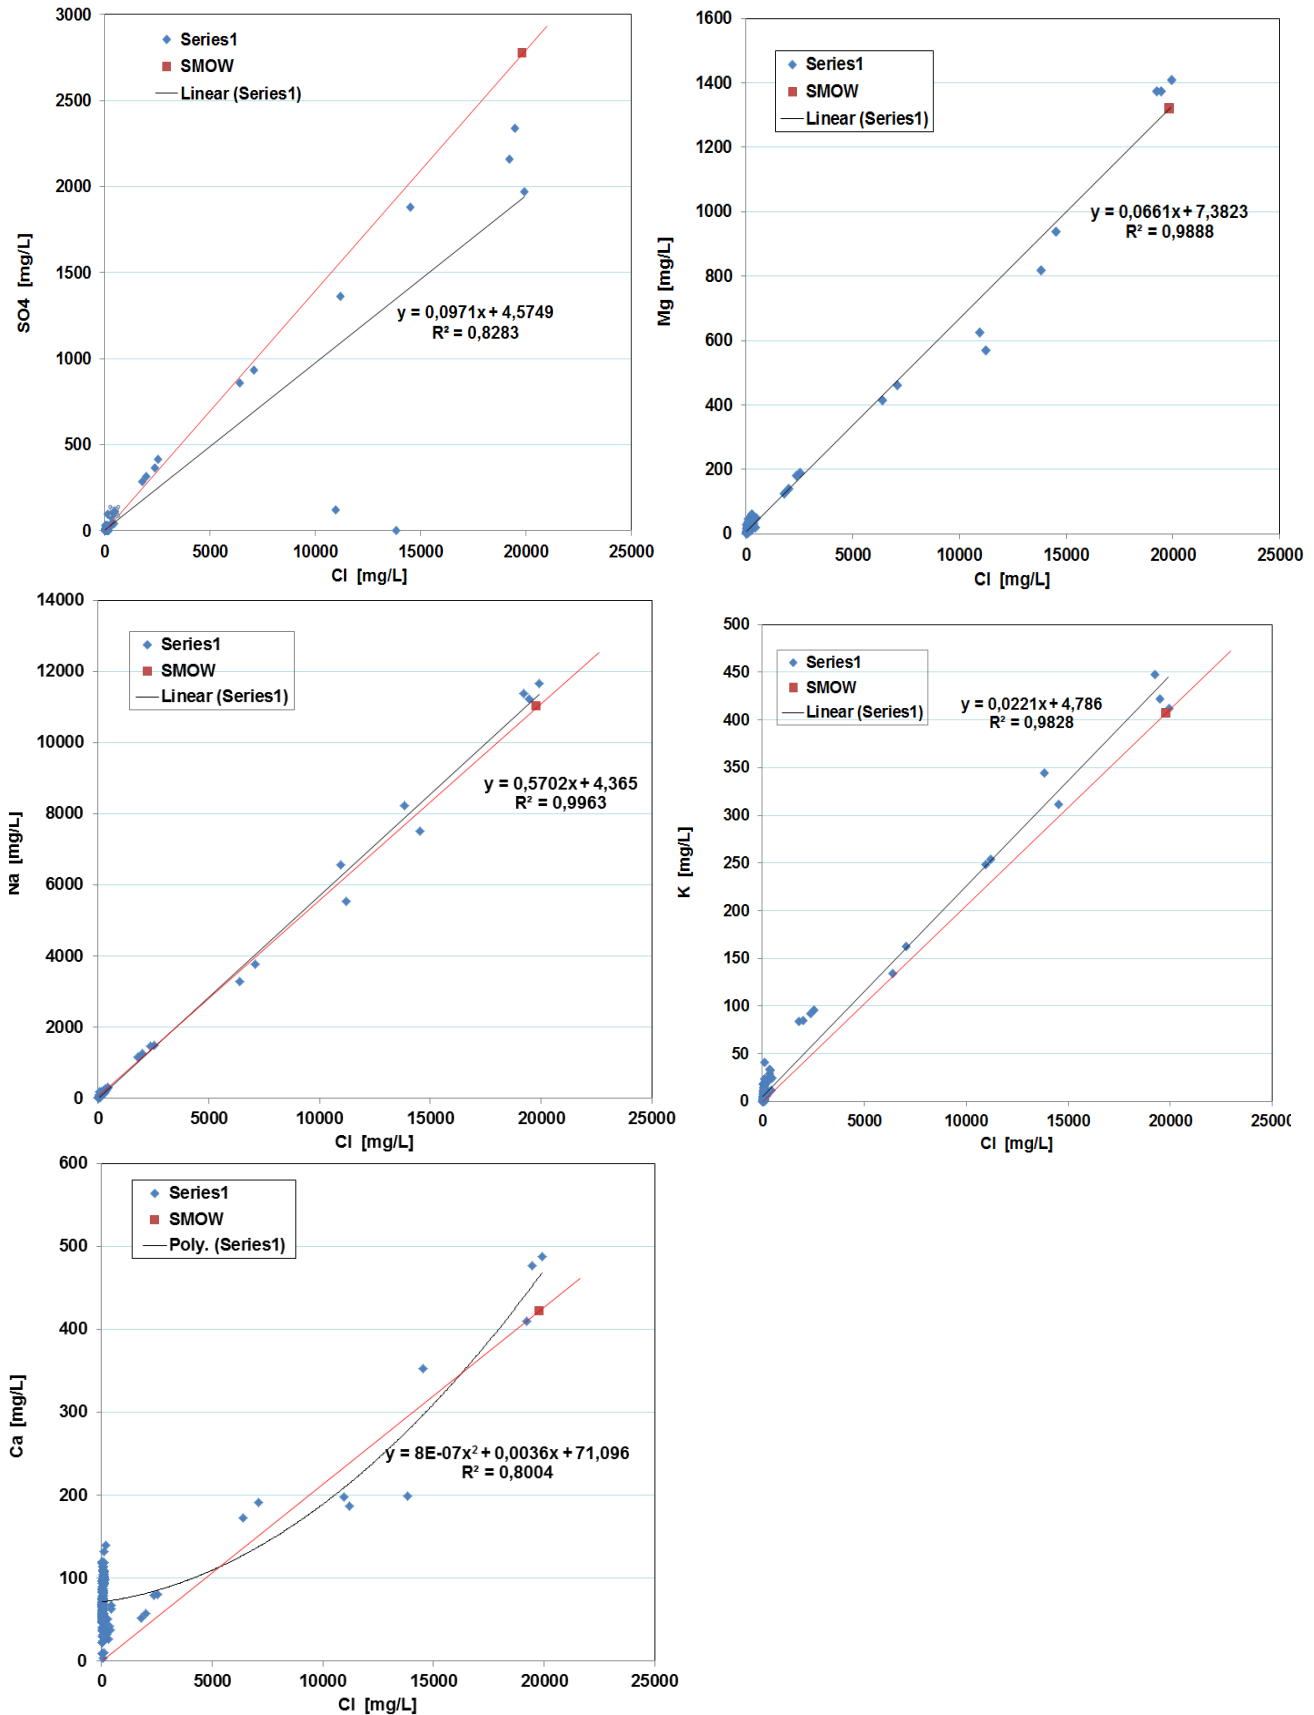 3000
2500
2000
1500
1000
500
0
SO4 [mg/L]
Series1
SMOW
Linear (Series1)
y = 0,0971x + 4,5749
R² = 0,8283
0 5000 10000 15000 20000 25000
Cl [mg/L]
1600
1400
1200
1000
800
600
400
200
0
Mg [mg/L]
Series1
SMOW
Linear (Series1)
y = 0,0661x + 7,3823
R² = 0,9888
0 5000 10000 15000 20000 25000
Cl [mg/L]
14000
12000
10000
8000
6000
4000
2000
0
Na [mg/L]
Series1
SMOW
Linear (Series1)
y = 0,5702x + 4,365
R² = 0,9963
0 5000 10000 15000 20000 25000
Cl [mg/L]
500
450
400
350
300
250
200
150
100
50
0
K [mg/L]
Series1
SMOW
Linear (Series1)
y = 0,0221x + 4,786
R² = 0,9828
0 5000 10000 15000 20000 25000
Cl [mg/L]
600
500
400
300
200
100
0
Ca [mg/L]
Series1
SMOW
Poly. (Series1)
y = 8E-07x² + 0,0036x + 71,096
R² = 0,8004
0 5000 10000 15000 20000 25000
Cl [mg/L]